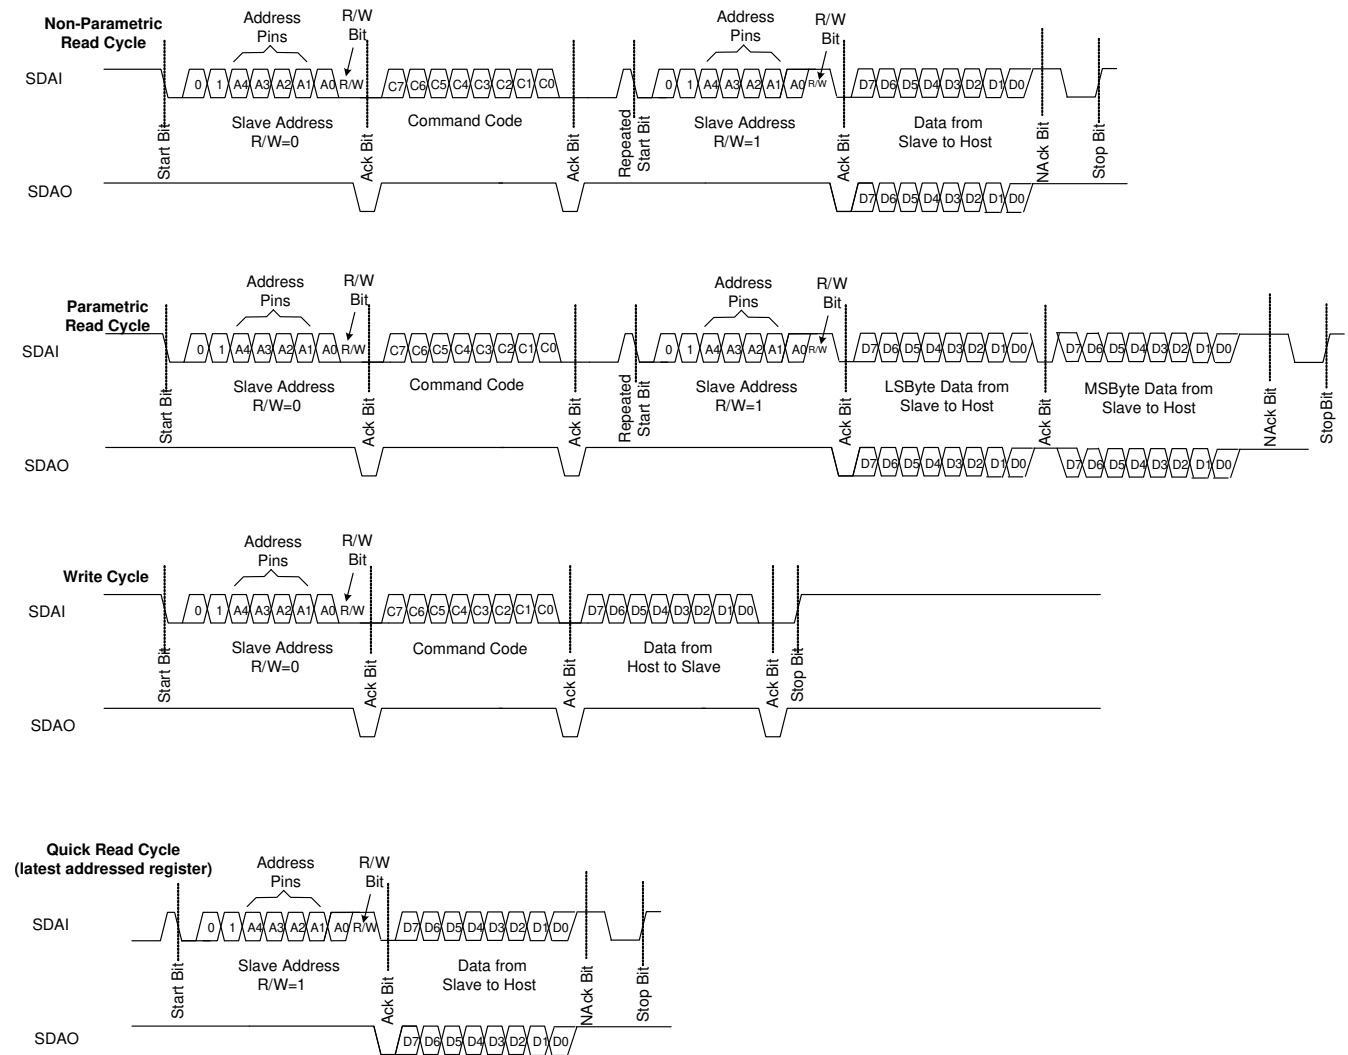 Non-Parametric
Read Cycle
Address
Pins
R/W
Bit
Address
Pins
R/W
Bit
SDAI
0 1 A4 A3 A2 A1 A0 R/W
C7 C6 C5 C4 C3 C2 C1 C0
0 1 A4 A3 A2 A1 A0 R/W
D7 D6 D5 D4 D3 D2 D1 D0
Start Bit
Slave Address
R/W=0
Ack Bit
Command Code
Repeated
Start Bit
Slave Address
R/W=1
Ack Bit
Data from
Slave to Host
NAck Bit
Stop Bit
SDAO
D7 D6 D5 D4 D3 D2 D1 D0
Parametric
Read Cycle
Address
Pins
R/W
Bit
Address
Pins
R/W
Bit
SDAI
0 1 A4 A3 A2 A1 A0 R/W
C7 C6 C5 C4 C3 C2 C1 C0
0 1 A4 A3 A2 A1 A0 R/W
D7 D6 D5 D4 D3 D2 D1 D0
D7 D6 D5 D4 D3 D2 D1 D0
Start Bit
Slave Address
R/W=0
Ack Bit
Command Code
Ack Bit
Repeated
Start Bit
Slave Address
R/W=1
Ack Bit
LSByte Data from
Slave to Host
Ack Bit
MSByte Data from
Slave to Host
NAck Bit
StopBit
SDAO
D7 D6 D5 D4 D3 D2 D1 D0
D7 D6 D5 D4 D3 D2 D1 D0
Write Cycle
Address
Pins
R/W
Bit
SDAI
0 1 A4 A3 A2 A1 A0 R/W
C7 C6 C5 C4 C3 C2 C1 C0
D7 D6 D5 D4 D3 D2 D1 D0
Start Bit
Slave Address
R/W=0
Ack Bit
Command Code
Ack Bit
Data from
Host to Slave
Ack Bit
Stop Bit
SDAO
Quick Read Cycle
(latest addressed register)
Address
Pins
R/W
Bit
SDAI
0 1 A4 A3 A2 A1 A0 R/W
D7 D6 D5 D4 D3 D2 D1 D0
Start Bit
Slave Address
R/W=1
Ack Bit
Data from
Slave to Host
NAck Bit
Stop Bit
SDAO
D7 D6 D5 D4 D3 D2 D1 D0